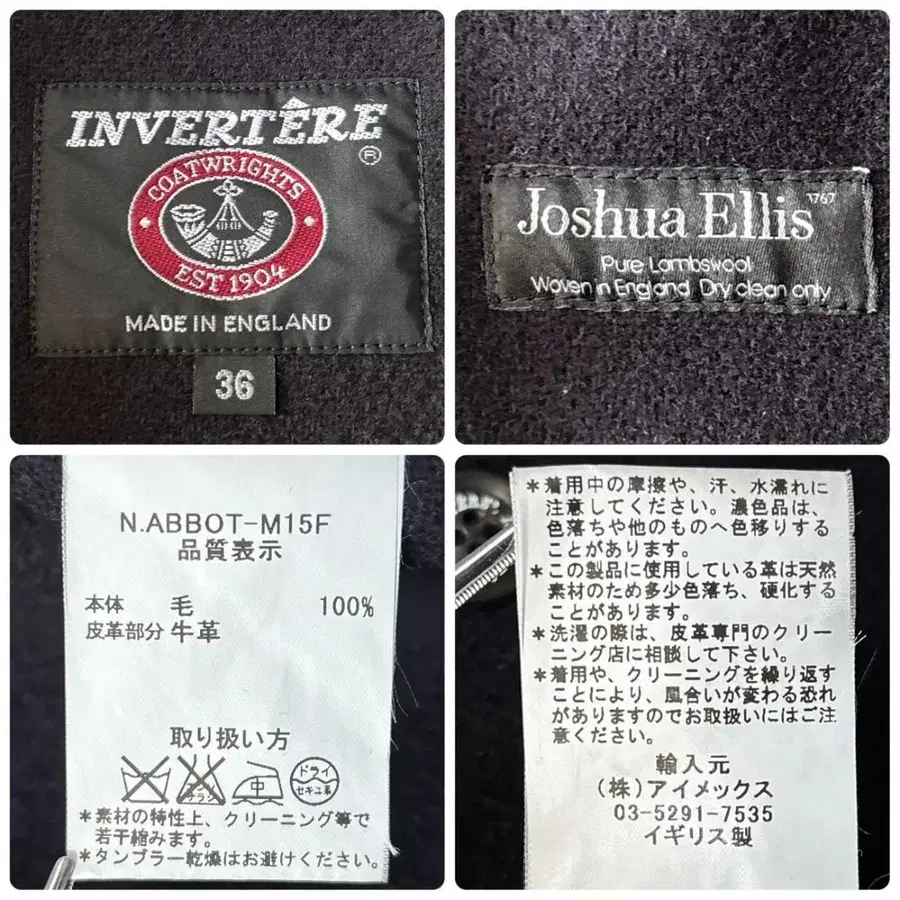 INVERTÊRE
®
COATWRIGHTS
EST 1904
MADE IN ENGLAND
36
Joshua Ellis 1767
Pure Lambswool
Woven in England Dry clean only
N.ABBOT-M15F
品質表示
本体 毛 100%
皮革部分 牛革
取り扱い方
エンソ
サラシ
中
ドライ
セキユ系
*素材の特性上、クリーニング等で
若干縮みます。
*タンブラー乾燥はお避けください。
*着用中の摩擦や、汗、水濡れに
注意してください。濃色品は、
色落ちや他のものへ色移りする
ことがあります。
*この製品に使用している革は天然
素材のため多少色落ち、硬化する
ことがあります。
*洗濯の際は、皮革専門のクリー
ニング店に相談して下さい。
*着用や、クリーニングを繰り返す
ことにより、風合いが変わる恐れ
がありますのでお取扱いにはご注
意ください。
輸入元
(株)アイメックス
03-5291-7535
イギリス製